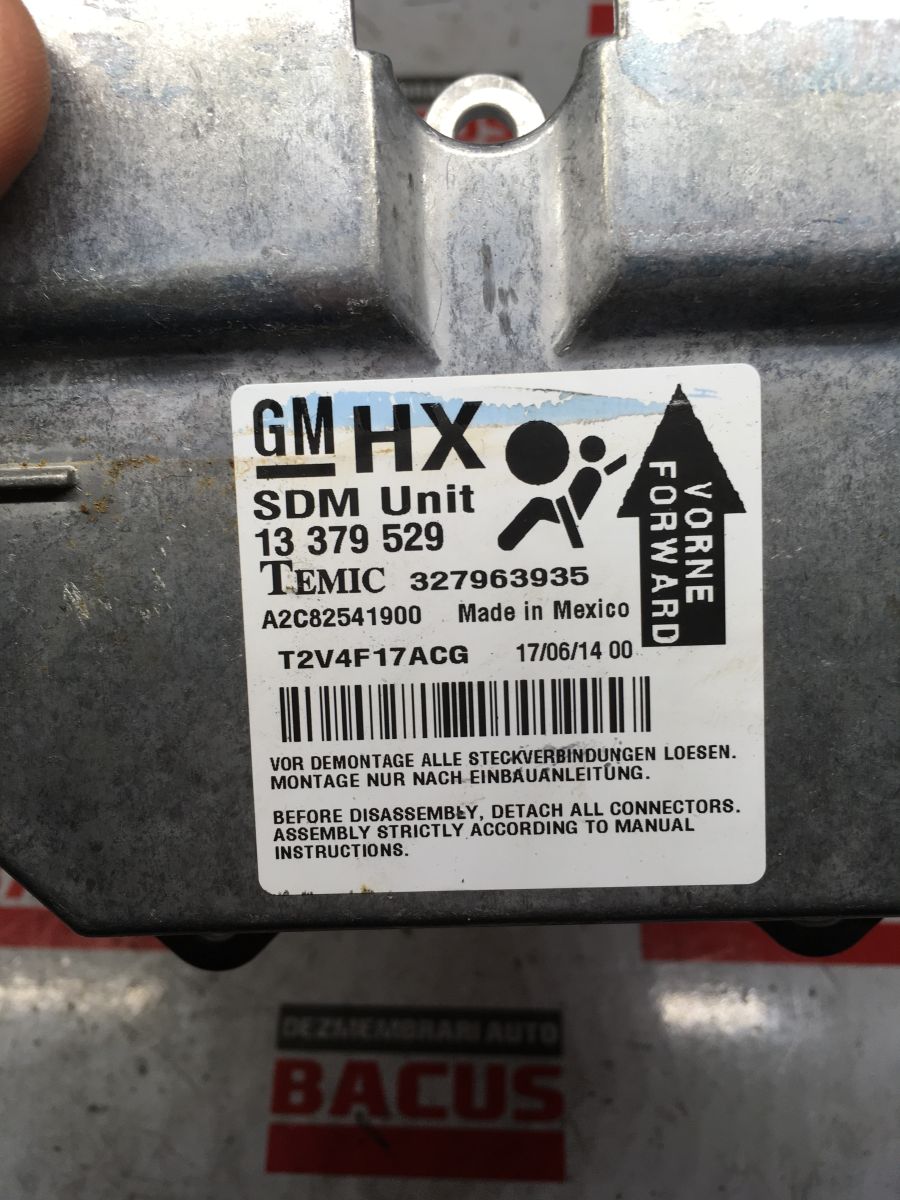 GM HX
SDM Unit
13 379 529
TEMIC 327963935
A2C82541900 Made in Mexico
T2V4F17ACG 17/06/14 00
VORNE
FORWARD
VOR DEMONTAGE ALLE STECKVERBINDUNGEN LOESEN.
MONTAGE NUR NACH EINBAUANLEITUNG.
BEFORE DISASSEMBLY, DETACH ALL CONNECTORS.
ASSEMBLY STRICTLY ACCORDING TO MANUAL
INSTRUCTIONS.
DEZMEMBRARI AUTO
BACUS